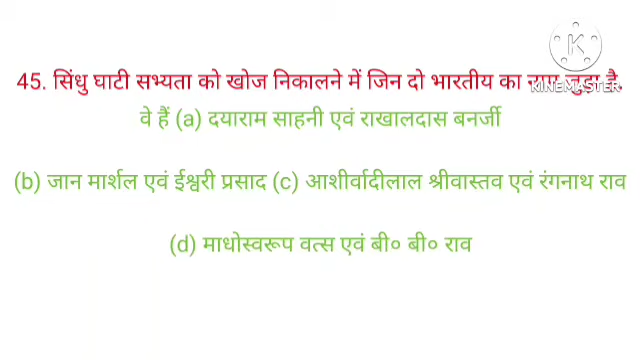 45. सिंधु घाटी सभ्यता को खोज निकालने में जिन दो भारतीय का नाम जुड़ा है.
वे हैं (a) दयाराम साहनी एवं राखालदास बनर्जी
(b) जान मार्शल एवं ईश्वरी प्रसाद (c) आशीर्वादीलाल श्रीवास्तव एवं रंगनाथ राव
(d) माधोस्वरूप वत्स एवं बी० बी० राव
K
KINEMASTER